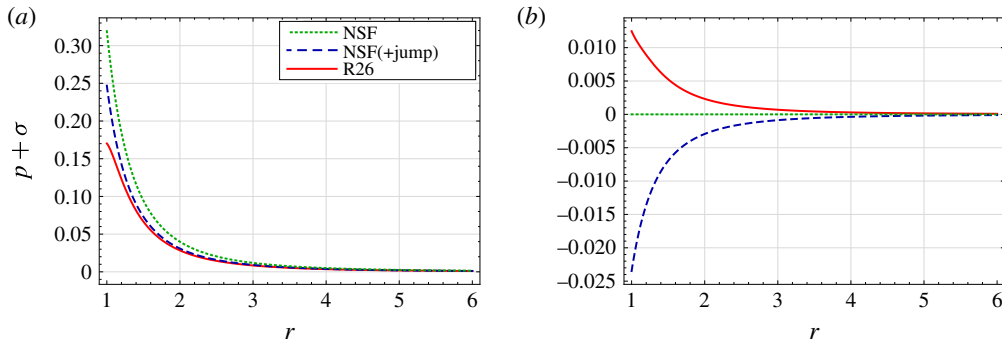 (a)
0.30
0.25
0.20
0.15
0.10
0.05
0
p + σ
NSF
NSF(+jump)
R26
1 2 3 4 5 6
r
(b)
0.010
0.005
0
−0.005
−0.010
−0.015
−0.020
−0.025
1 2 3 4 5 6
r